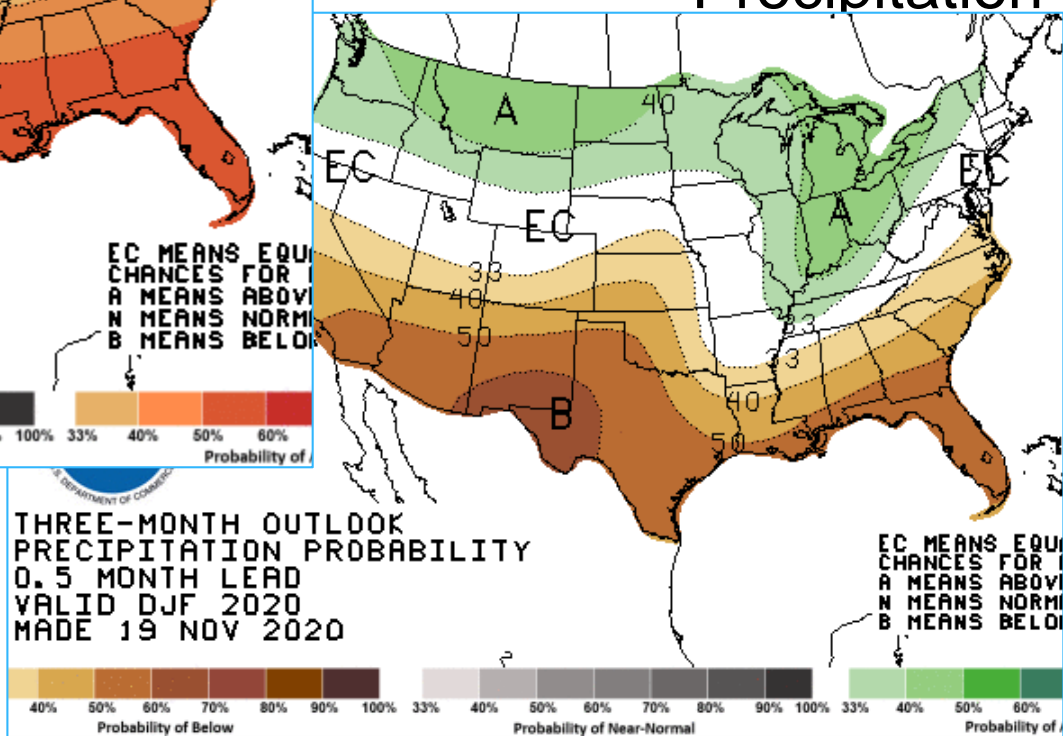 Precipitation
A
40
EC
EC
EC
A
33
40
50
33
33
40
50
B
EC MEANS EQU
CHANCES FOR
A MEANS ABOV
N MEANS NORM
B MEANS BELO
100% 33% 40% 50% 60%
Probability of
U.S. DEPARTMENT OF COMMERC
THREE-MONTH OUTLOOK
PRECIPITATION PROBABILITY
0.5 MONTH LEAD
VALID DJF 2020
MADE 19 NOV 2020
EC MEANS EQU
CHANCES FOR
A MEANS ABOV
N MEANS NORM
B MEANS BELO
40% 50% 60% 70% 80% 90% 100% 33% 40% 50% 60% 70% 80% 90% 100% 33% 40% 50% 60%
Probability of Below Probability of Near-Normal Probability of